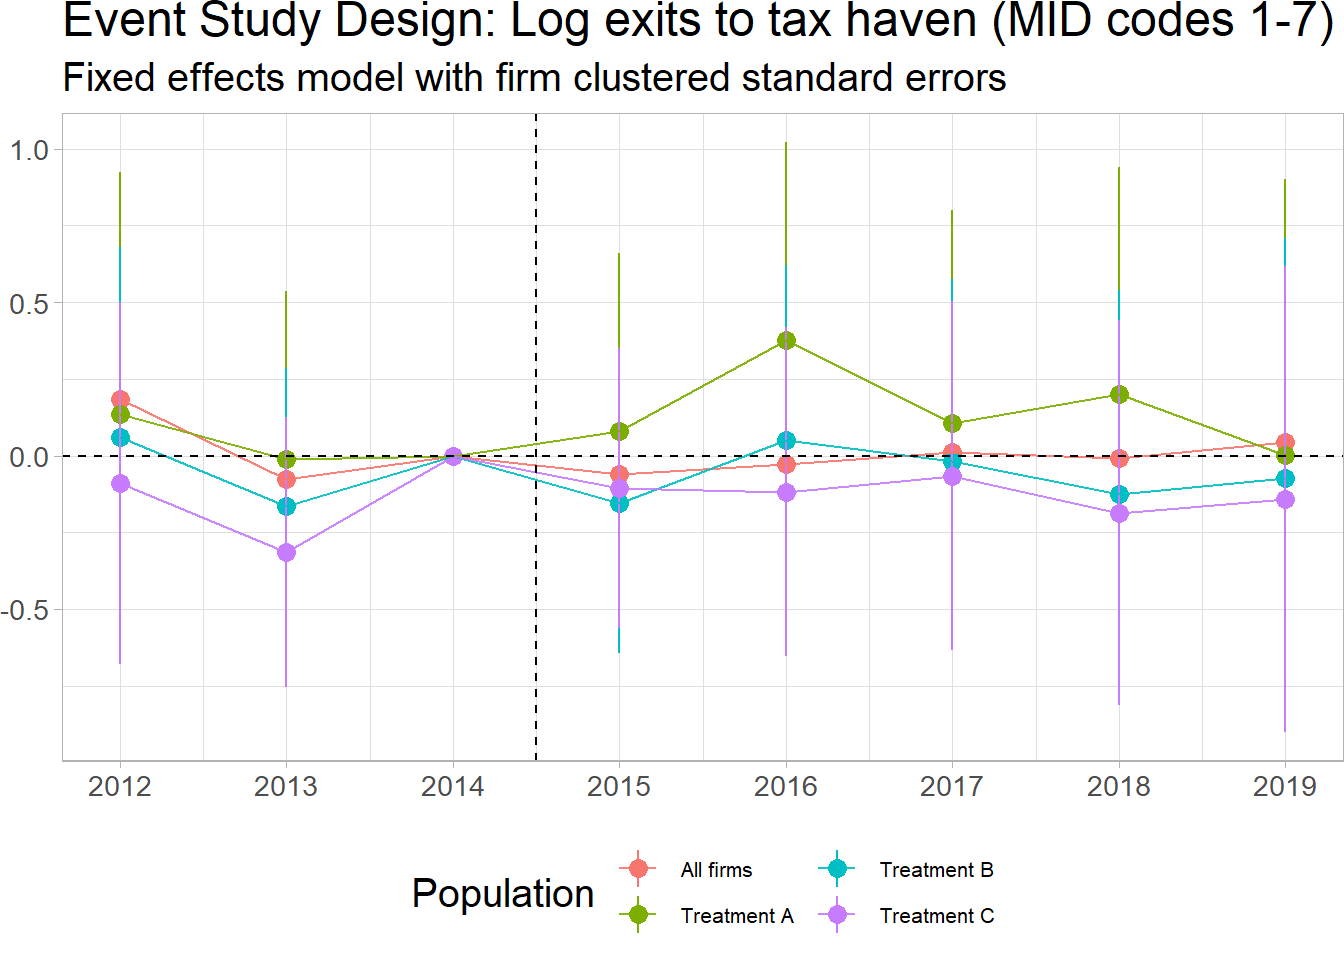 Event Study Design: Log exits to tax haven (MID codes 1-7)
Fixed effects model with firm clustered standard errors
1.0
0.5
0.0
-0.5
2012 2013 2014 2015 2016 2017 2018 2019
Population
All firms
Treatment A
Treatment B
Treatment C